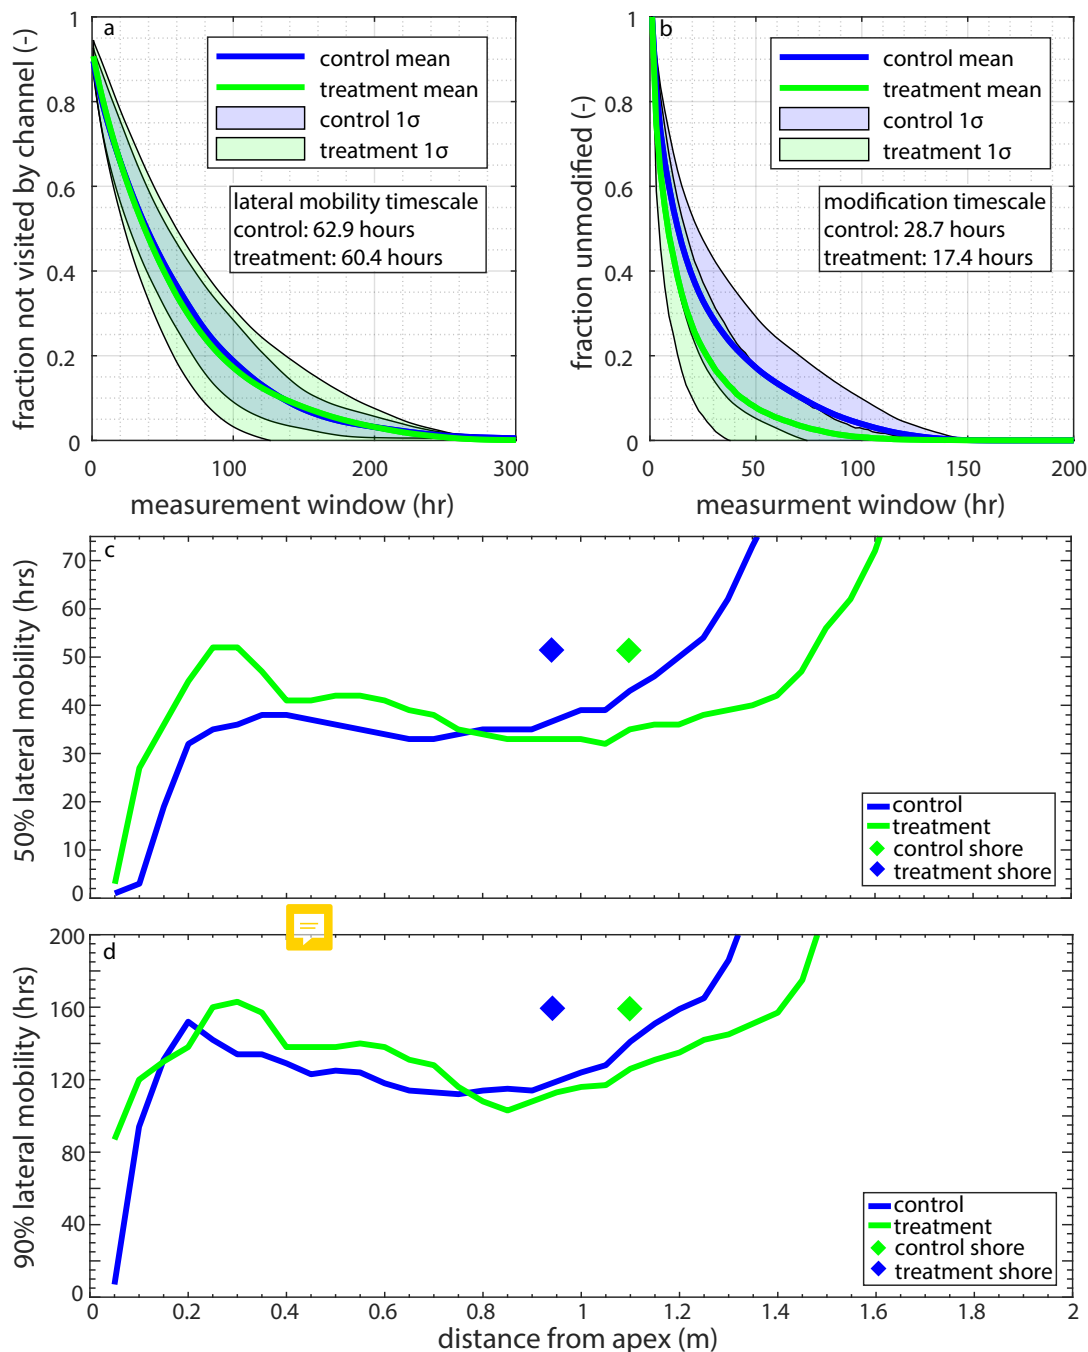 a
1
0.8
0.6
0.4
0.2
0
fraction not visited by channel (-)
control mean
treatment mean
control 1σ
treatment 1σ
lateral mobility timescale
control: 62.9 hours
treatment: 60.4 hours
0
100
200
300
measurement window (hr)
b
1
0.8
0.6
0.4
0.2
0
fraction unmodified (-)
control mean
treatment mean
control 1σ
treatment 1σ
modification timescale
control: 28.7 hours
treatment: 17.4 hours
0
50
100
150
200
measurment window (hr)
c
70
60
50
40
30
20
10
0
50% lateral mobility (hrs)
control
treatment
control shore
treatment shore
d
200
160
120
80
40
0
90% lateral mobility (hrs)
control
treatment
control shore
treatment shore
0
0.2
0.4
0.6
0.8
1
1.2
1.4
1.6
1.8
2
distance from apex (m)